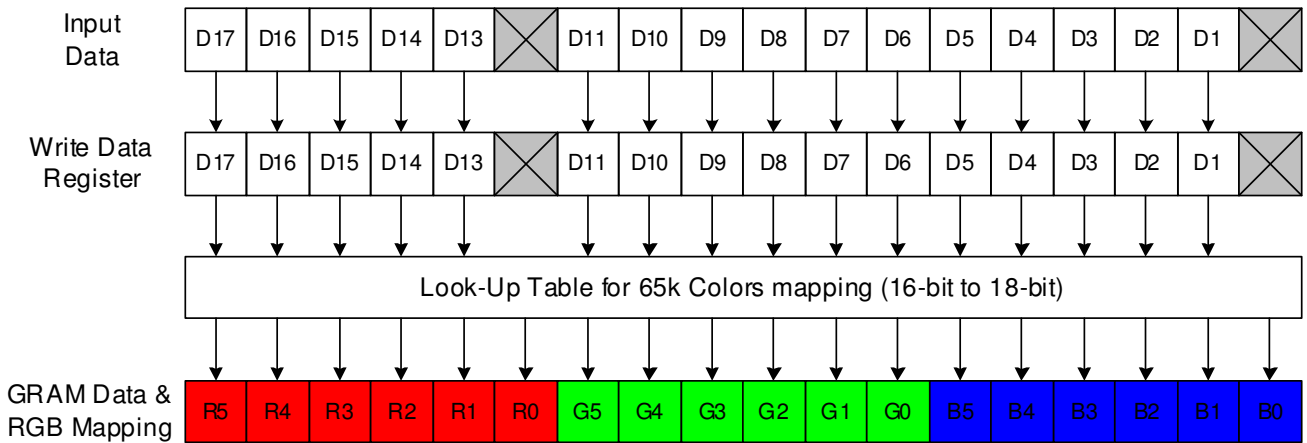 Input
Data
D17 D16 D15 D14 D13 D11 D10 D9 D8 D7 D6 D5 D4 D3 D2 D1
Write Data
Register
D17 D16 D15 D14 D13 D11 D10 D9 D8 D7 D6 D5 D4 D3 D2 D1
Look-Up Table for 65k Colors mapping (16-bit to 18-bit)
GRAM Data &
RGB Mapping
R5 R4 R3 R2 R1 R0 G5 G4 G3 G2 G1 G0 B5 B4 B3 B2 B1 B0